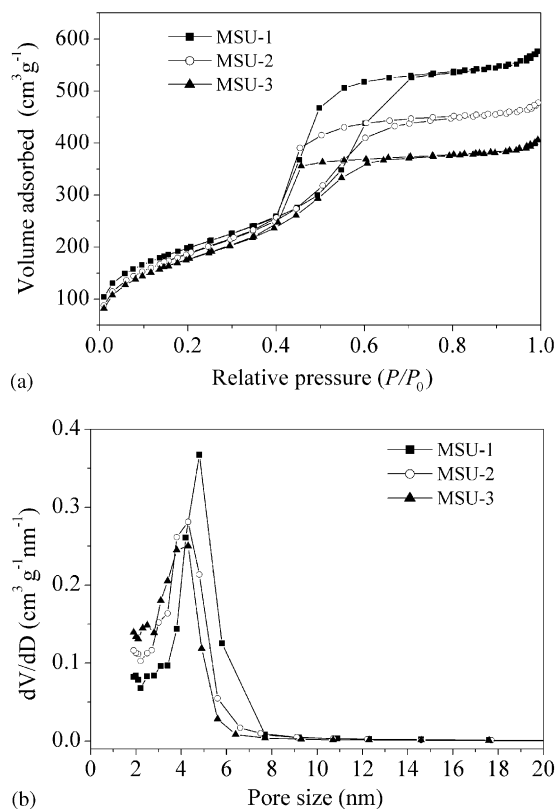 600
500
400
300
200
100
Volume adsorbed (cm³g⁻¹)
MSU-1
MSU-2
MSU-3
0.0 0.2 0.4 0.6 0.8 1.0
Relative pressure (P/P₀)
(a)
0.4
0.3
0.2
0.1
0.0
dV/dD (cm³g⁻¹nm⁻¹)
MSU-1
MSU-2
MSU-3
0 2 4 6 8 10 12 14 16 18 20
Pore size (nm)
(b)